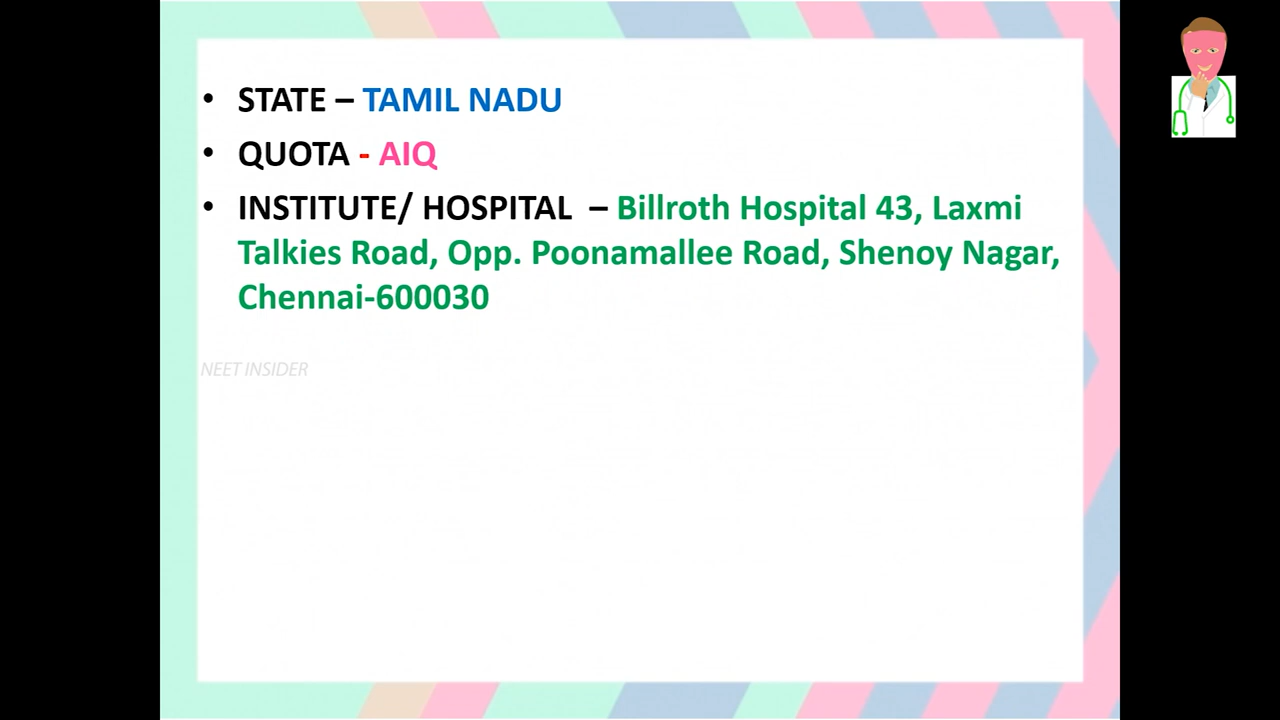 • STATE – TAMIL NADU
• QUOTA - AIQ
• INSTITUTE/ HOSPITAL – Billroth Hospital 43, Laxmi
Talkies Road, Opp. Poonamallee Road, Shenoy Nagar,
Chennai-600030
NEET INSIDER